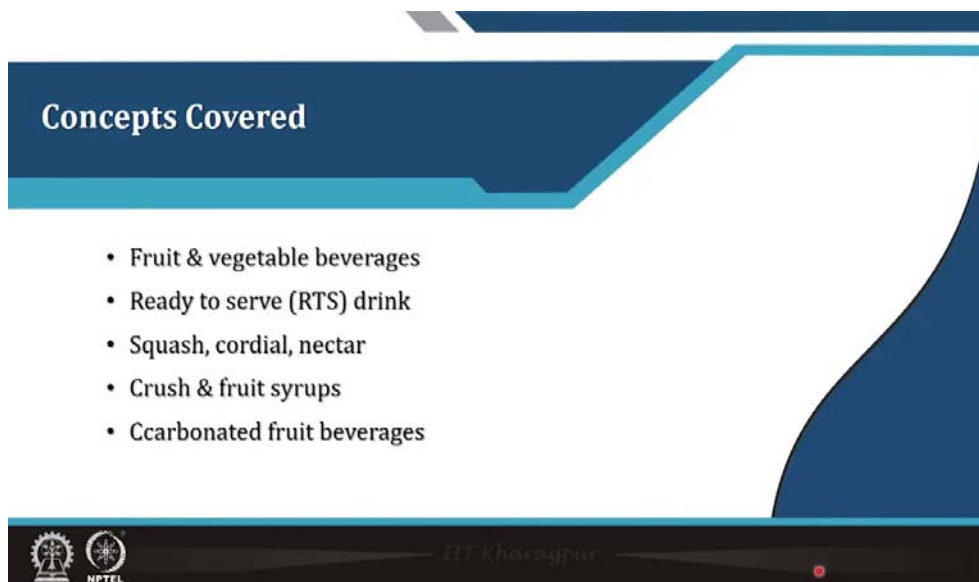 Concepts Covered
• Fruit & vegetable beverages
• Ready to serve (RTS) drink
• Squash, cordial, nectar
• Crush & fruit syrups
• Ccarbonated fruit beverages
IIT Kharagpur
NPTEL